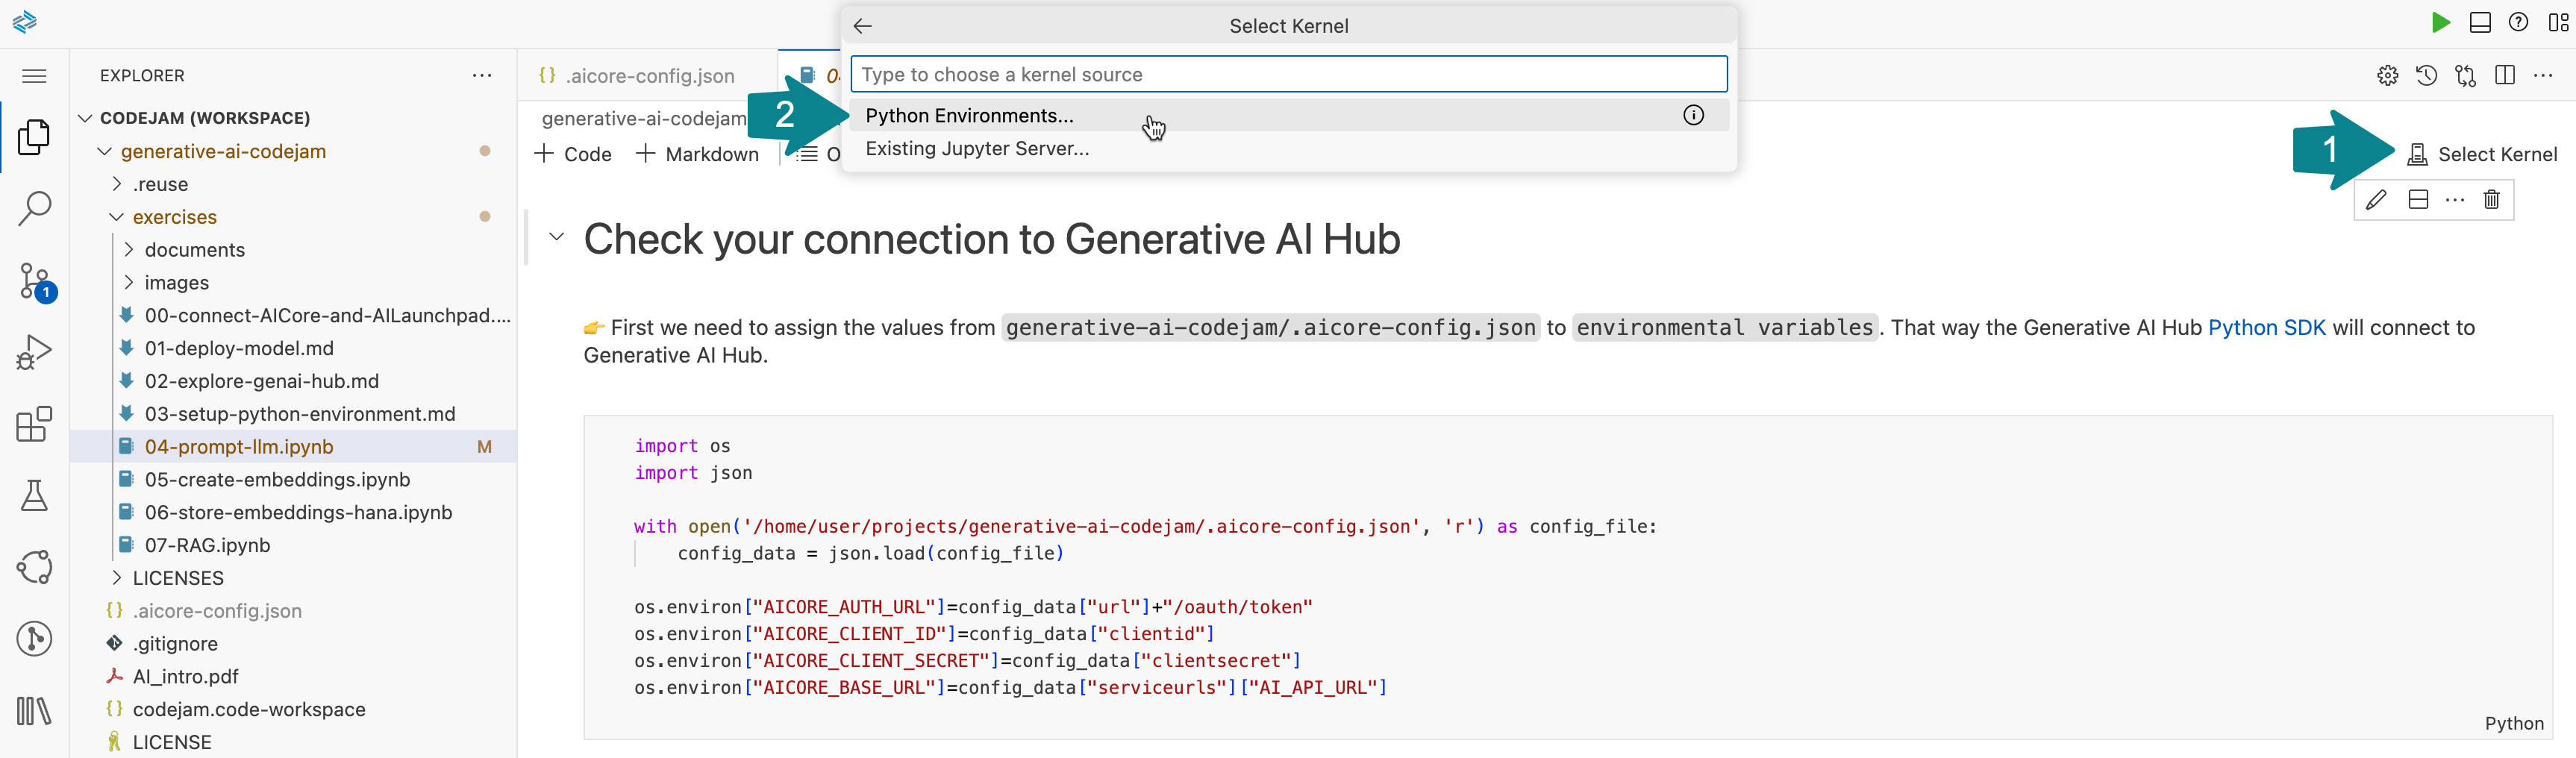 Select Kernel
Type to choose a kernel source
Python Environments...
Existing Jupyter Server...
2
1
Select Kernel
EXPLORER
CODEJAM (WORKSPACE)
generative-ai-codejam
.reuse
exercises
documents
images
00-connect-AICore-and-AILaunchpad....
01-deploy-model.md
02-explore-genai-hub.md
03-setup-python-environment.md
04-prompt-llm.ipynb M
05-create-embeddings.ipynb
06-store-embeddings-hana.ipynb
07-RAG.ipynb
LICENSES
{} .aicore-config.json
.gitignore
AI_intro.pdf
{} codejam.code-workspace
LICENSE
1
{} .aicore-config.json
generative-ai-codejam
+ Code + Markdown
Check your connection to Generative AI Hub
👉 First we need to assign the values from generative-ai-codejam/.aicore-config.json to environmental variables. That way the Generative AI Hub Python SDK will connect to
Generative AI Hub.
import os
import json
with open('/home/user/projects/generative-ai-codejam/.aicore-config.json', 'r') as config_file:
    config_data = json.load(config_file)
os.environ["AICORE_AUTH_URL"]=config_data["url"]+"/oauth/token"
os.environ["AICORE_CLIENT_ID"]=config_data["clientid"]
os.environ["AICORE_CLIENT_SECRET"]=config_data["clientsecret"]
os.environ["AICORE_BASE_URL"]=config_data["serviceurls"]["AI_API_URL"]
Python